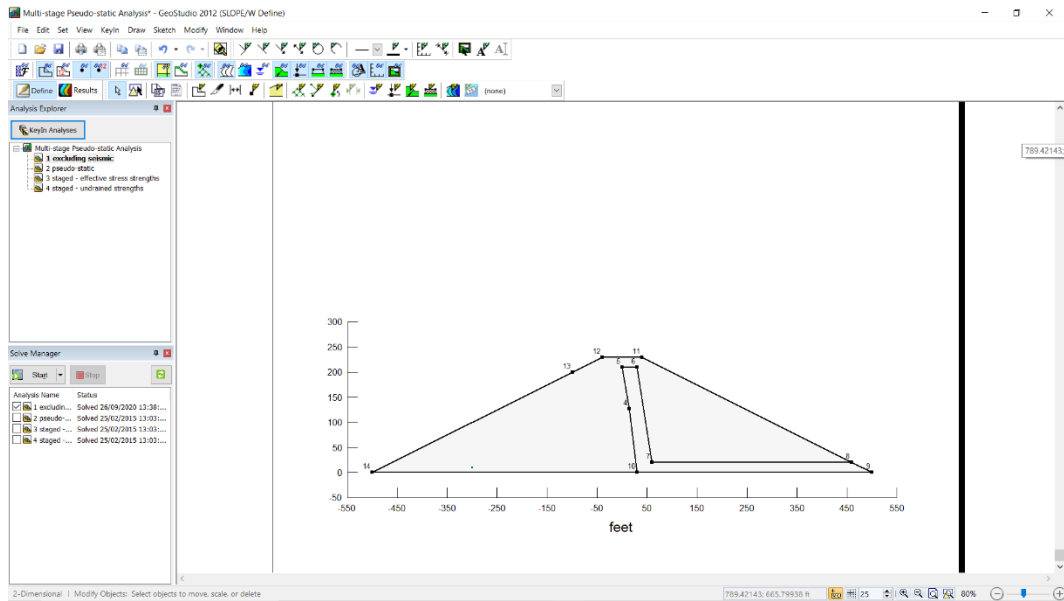 Multi-stage Pseudo-static Analysis* - GeoStudio 2012 (SLOPE/W Define)
File Edit Set View KeyIn Draw Sketch Modify Window Help
Define Results (none)
Analysis Explorer
KeyIn Analyses
Multi-stage Pseudo-static Analysis
1 excluding seismic
2 pseudo-static
3 staged - effective stress strengths
4 staged - undrained strengths
789.42143;
Solve Manager
Start Stop
Analysis Name Status
1 excludin... Solved 26/09/2020 13:38:...
2 pseudo-... Solved 25/02/2015 13:03:...
3 staged -... Solved 25/02/2015 13:03:...
4 staged -... Solved 25/02/2015 13:03:...
300
250
200
150
100
50
0
-50
12 11
5 6
13
4
7 8
14 10 9
-550 -450 -350 -250 -150 -50 50 150 250 350 450 550
feet
2-Dimensional | Modify Objects: Select objects to move, scale, or delete
789.42143; 665.79938 ft 25 80%